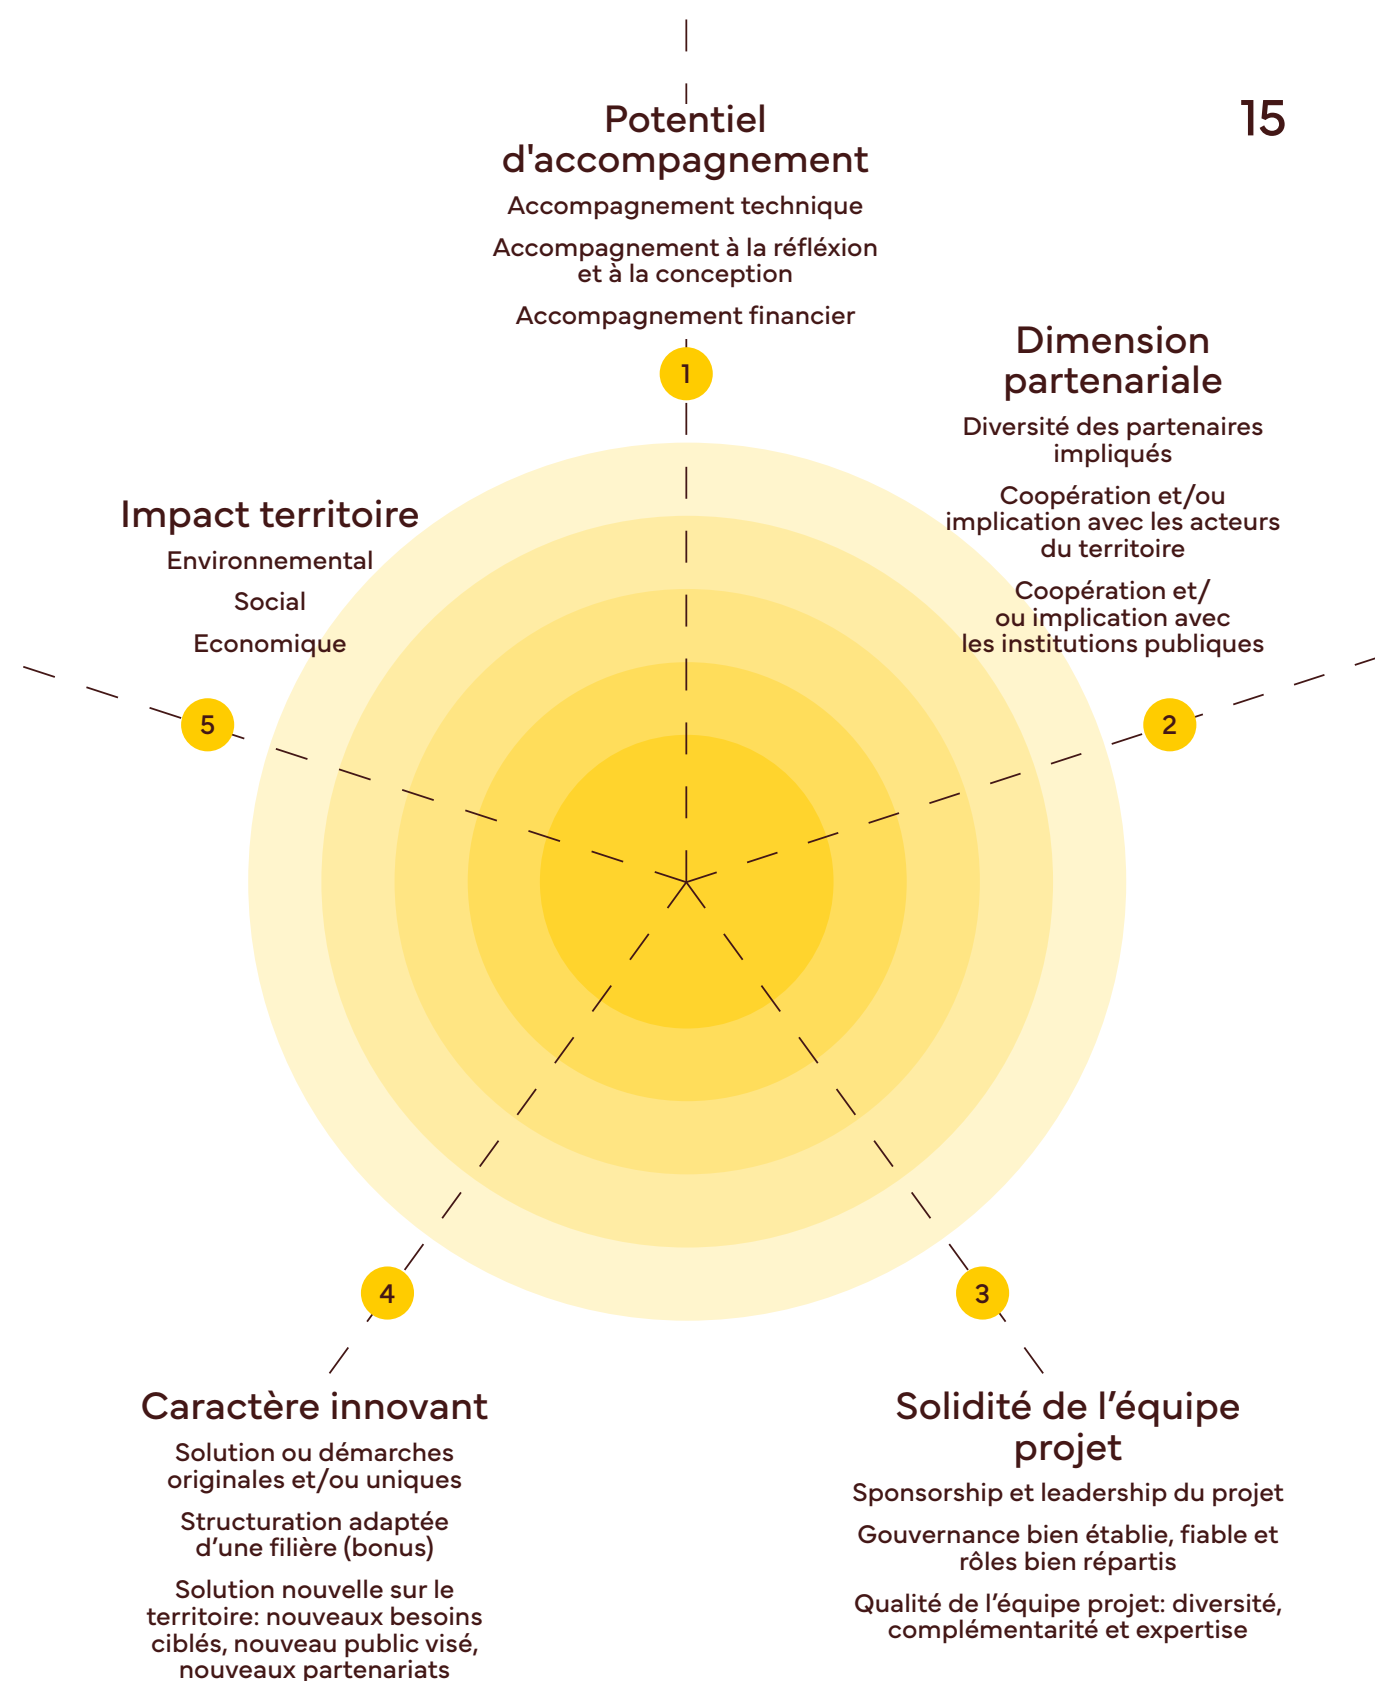 15
Potentiel
d'accompagnement
Accompagnement technique
Accompagnement à la réfléxion
et à la conception
Accompagnement financier
1
Dimension
partenariale
Diversité des partenaires
impliqués
Coopération et/ou
implication avec les acteurs
du territoire
Coopération et/
ou implication avec
les institutions publiques
2
Impact territoire
Environnemental
Social
Economique
5
4
3
Caractère innovant
Solution ou démarches
originales et/ou uniques
Structuration adaptée
d’une filière (bonus)
Solution nouvelle sur le
territoire: nouveaux besoins
ciblés, nouveau public visé,
nouveaux partenariats
Solidité de l’équipe
projet
Sponsorship et leadership du projet
Gouvernance bien établie, fiable et
rôles bien répartis
Qualité de l’équipe projet: diversité,
complémentarité et expertise